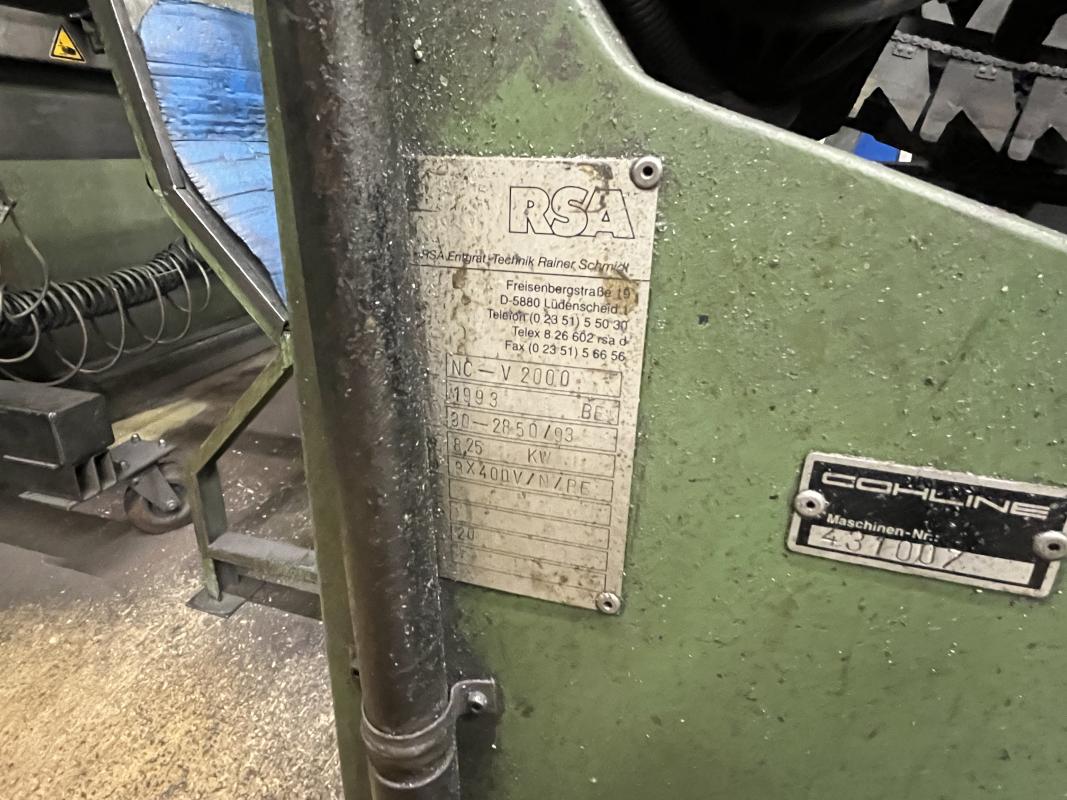 RSA
RSA Entgrat-Technik Rainer Schmidt
Freisenbergstraße 19
D-5880 Lüdenscheid 1
Telefon (0 23 51) 5 50 30
Telex 8 26 602 rsa d
Fax (0 23 51) 5 66 56
NC-V 2000
1993 BE
30-2850/93
8,25 KW
3X400V/N/PE
20
COHLINE
Maschinen-Nr.:
431007